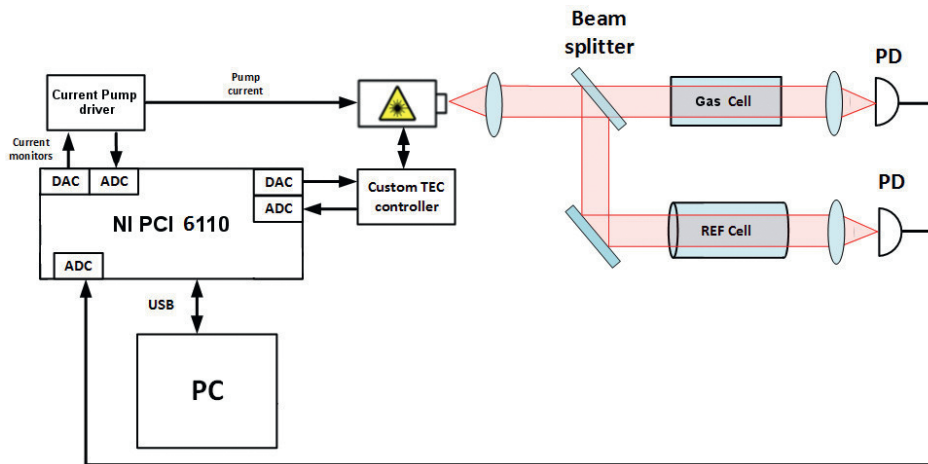 Beam
splitter
PD
Pump
current
Current Pump
driver
Gas Cell
Current
monitors
DAC
ADC
DAC
ADC
Custom TEC
controller
PD
NI PCI 6110
REF Cell
ADC
USB
PC